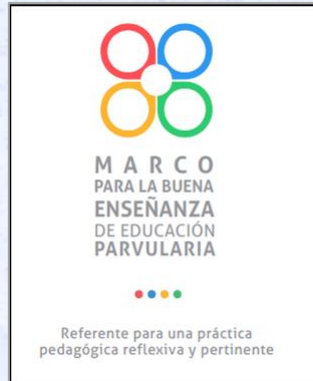 MARCO
PARA LA BUENA
ENSEÑANZA
DE EDUCACIÓN
PARVULARIA
Referente para una práctica
pedagógica reflexiva y pertinente